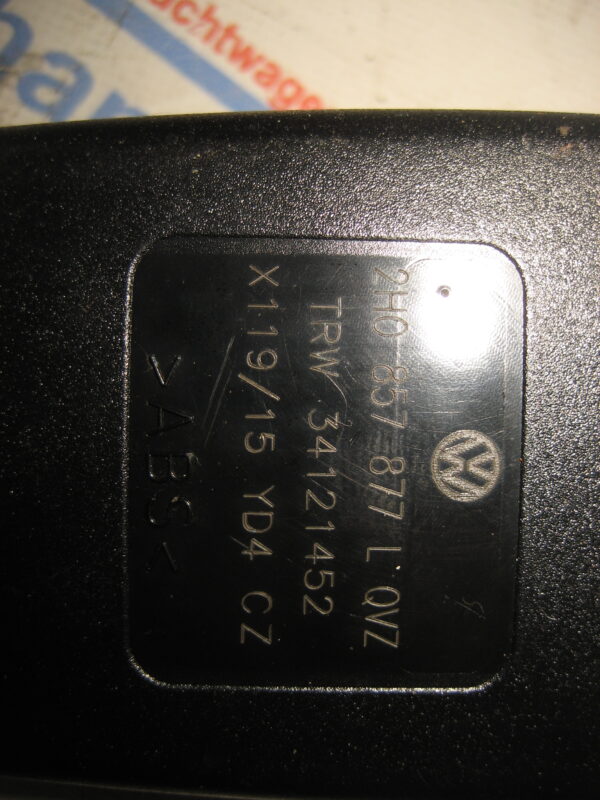 2H0 857 877 L QVZ
TRW 34121452
X119/15 YD4 CZ
>ABS<